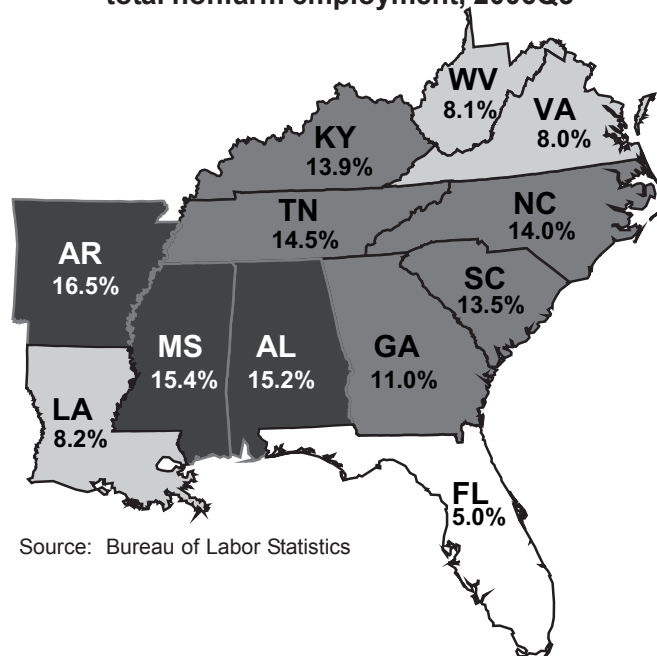 total nonfarm employment,
WV
8.1%
VA
8.0%
KY
13.9%
TN
14.5%
NC
14.0%
AR
16.5%
SC
13.5%
MS
15.4%
AL
15.2%
GA
11.0%
LA
8.2%
FL
5.0%
Source: Bureau of Labor Statistics